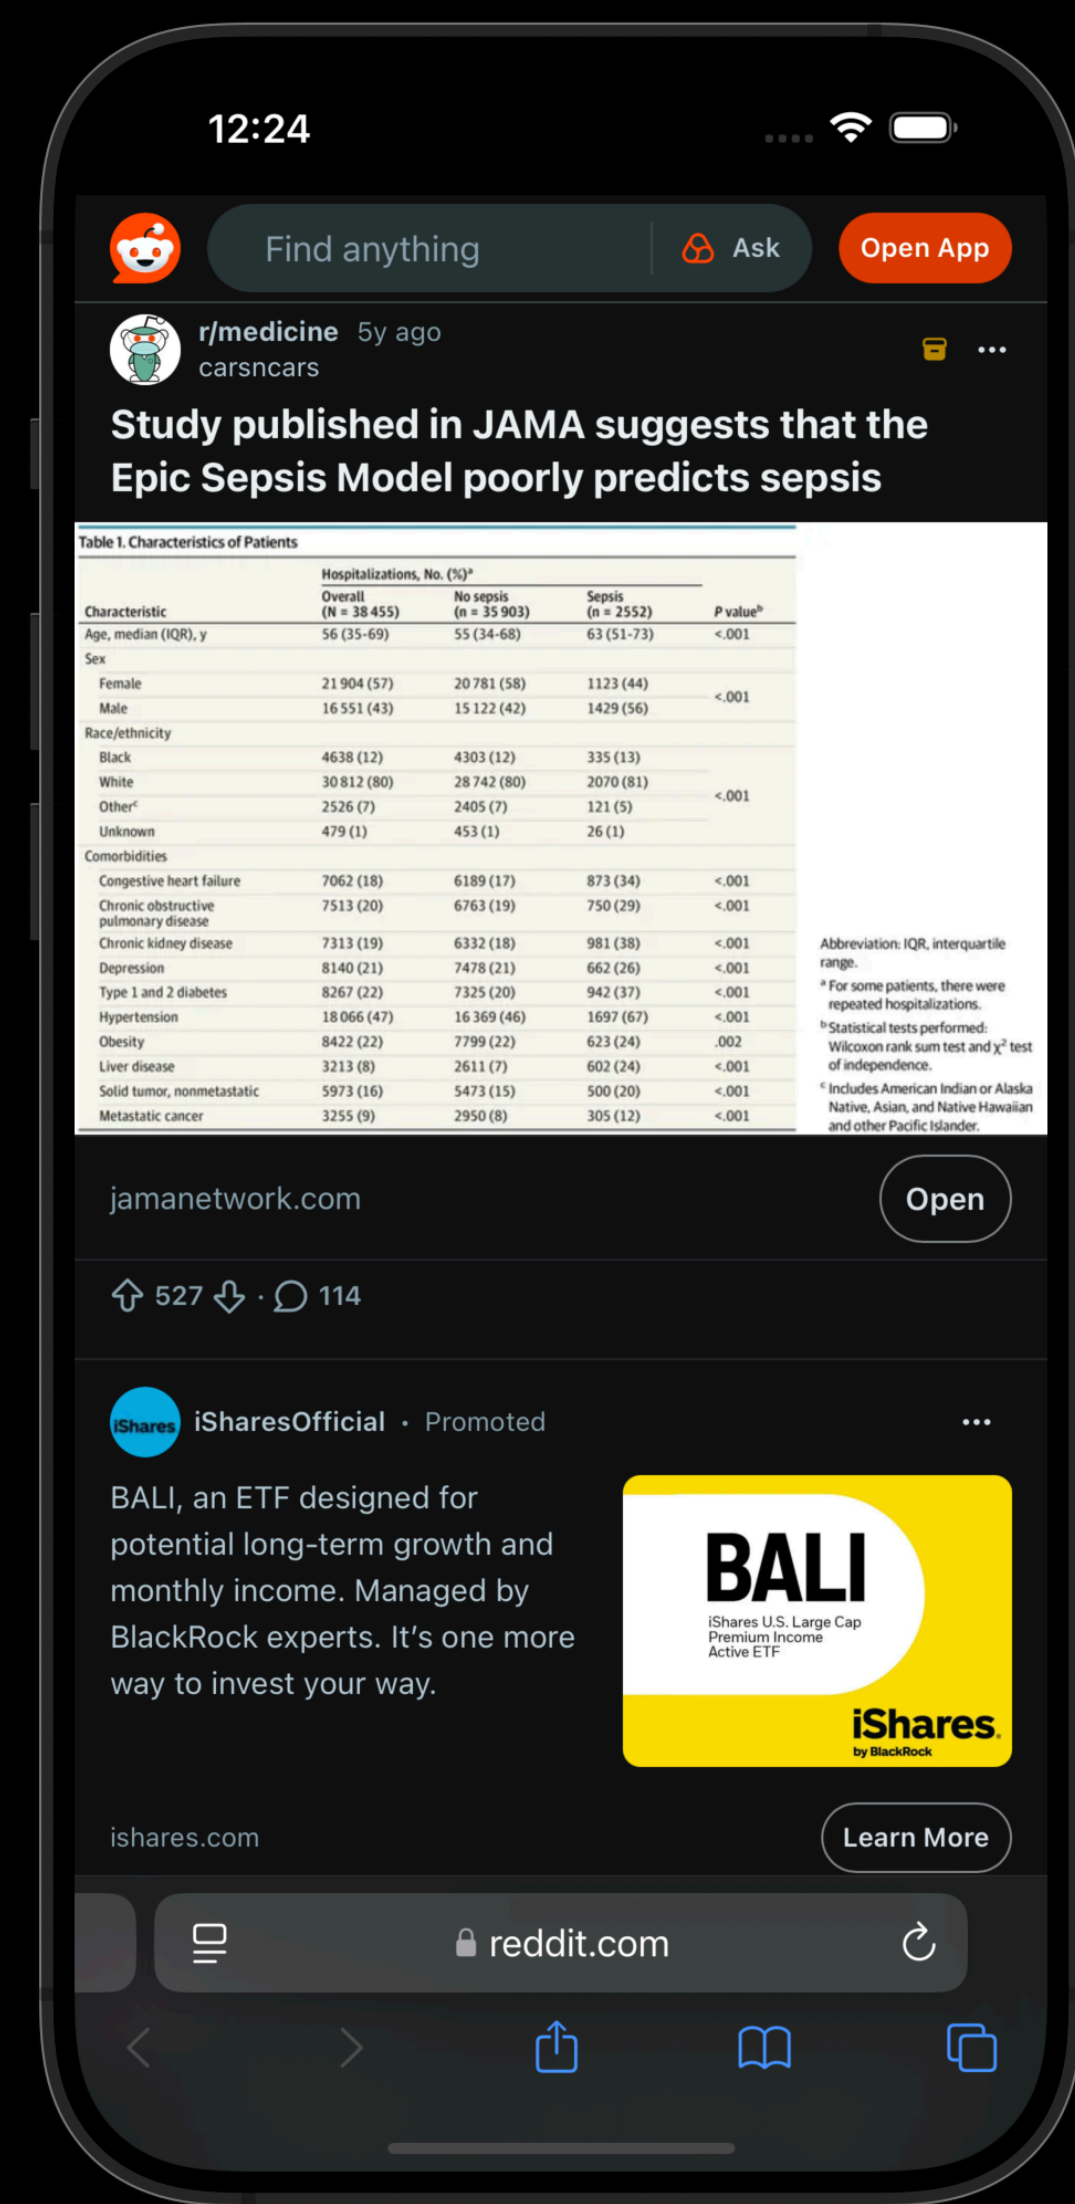 12:24
Find anything
Ask
Open App
r/medicine 5y ago
carsncars
Study published in JAMA suggests that the
Epic Sepsis Model poorly predicts sepsis
Table 1. Characteristics of Patients
Hospitalizations, No. (%)ᵃ
Characteristic Overall (N = 38 455) No sepsis (n = 35 903) Sepsis (n = 2552) P valueᵇ
Age, median (IQR), y 56 (35-69) 55 (34-68) 63 (51-73) <.001
Sex
Female 21 904 (57) 20 781 (58) 1123 (44)
<.001
Male 16 551 (43) 15 122 (42) 1429 (56)
Race/ethnicity
Black 4638 (12) 4303 (12) 335 (13)
White 30 812 (80) 28 742 (80) 2070 (81)
<.001
Otherᶜ 2526 (7) 2405 (7) 121 (5)
Unknown 479 (1) 453 (1) 26 (1)
Comorbidities
Congestive heart failure 7062 (18) 6189 (17) 873 (34) <.001
Chronic obstructive 7513 (20) 6763 (19) 750 (29) <.001
pulmonary disease
Chronic kidney disease 7313 (19) 6332 (18) 981 (38) <.001
Depression 8140 (21) 7478 (21) 662 (26) <.001
Type 1 and 2 diabetes 8267 (22) 7325 (20) 942 (37) <.001
Hypertension 18 066 (47) 16 369 (46) 1697 (67) <.001
Obesity 8422 (22) 7799 (22) 623 (24) .002
Liver disease 3213 (8) 2611 (7) 602 (24) <.001
Solid tumor, nonmetastatic 5973 (16) 5473 (15) 500 (20) <.001
Metastatic cancer 3255 (9) 2950 (8) 305 (12) <.001
Abbreviation: IQR, interquartile
range.
ᵃ For some patients, there were
repeated hospitalizations.
ᵇ Statistical tests performed:
Wilcoxon rank sum test and χ² test
of independence.
ᶜ Includes American Indian or Alaska
Native, Asian, and Native Hawaiian
and other Pacific Islander.
jamanetwork.com
Open
527 · 114
iShares
iSharesOfficial • Promoted
BALI, an ETF designed for
potential long-term growth and
monthly income. Managed by
BlackRock experts. It’s one more
way to invest your way.
BALI
iShares U.S. Large Cap
Premium Income
Active ETF
iShares.
by BlackRock
ishares.com
Learn More
reddit.com